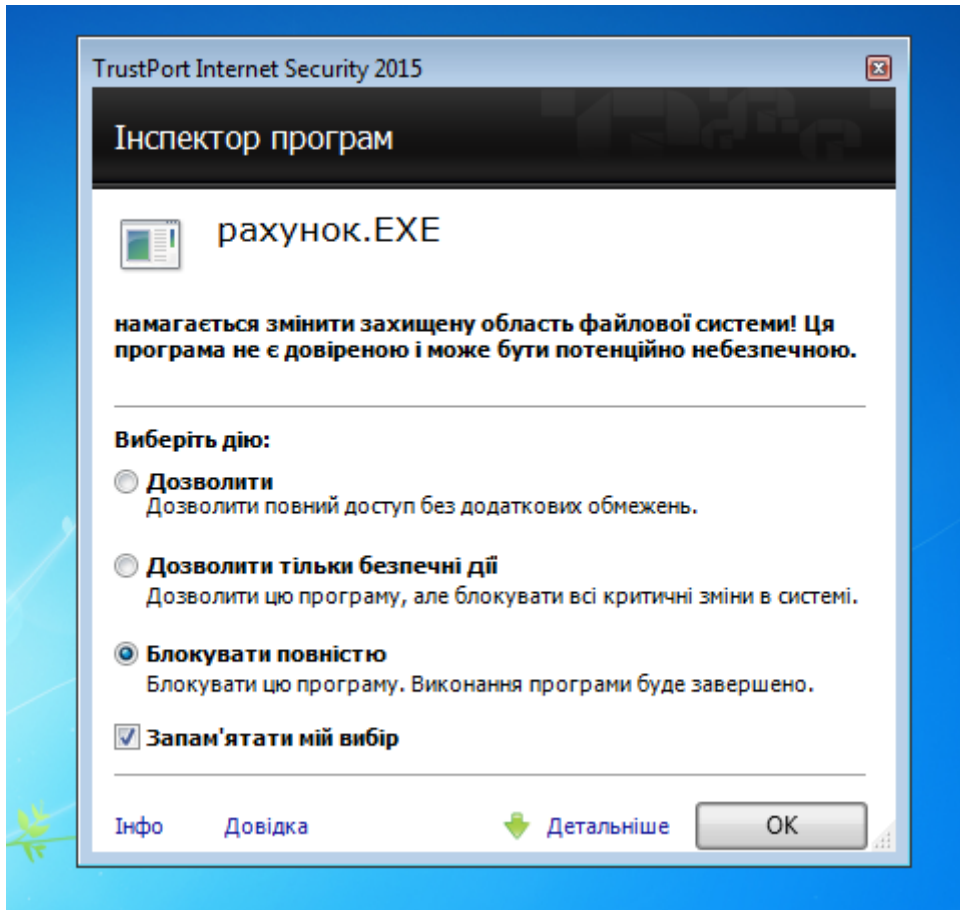 TrustPort Internet Security 2015
Інспектор програм
рахунок.EXE
намагається змінити захищену область файлової системи! Ця
програма не є довіреною і може бути потенційно небезпечною.
Виберіть дію:
Дозволити
Дозволити повний доступ без додаткових обмежень.
Дозволити тільки безпечні дії
Дозволити цю програму, але блокувати всі критичні зміни в системі.
Блокувати повністю
Блокувати цю програму. Виконання програми буде завершено.
Запам'ятати мій вибір
Інфо Довідка Детальніше OK